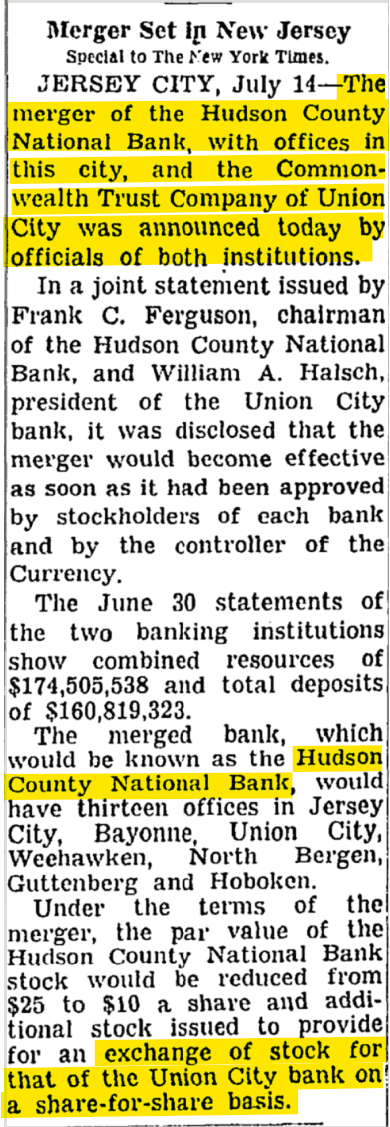 Merger Set in New Jersey
Special to The New York Times.
JERSEY CITY, July 14—The
merger of the Hudson County
National Bank, with offices in
this city, and the Common-
wealth Trust Company of Union
City was announced today by
officials of both institutions.
In a joint statement issued by
Frank C. Ferguson, chairman
of the Hudson County National
Bank, and William A. Halsch,
president of the Union City
bank, it was disclosed that the
merger would become effective
as soon as it had been approved
by stockholders of each bank
and by the controller of the
Currency.
The June 30 statements of
the two banking institutions
show combined resources of
$174,505,538 and total deposits
of $160,819,323.
The merged bank, which
would be known as the Hudson
County National Bank, would
have thirteen offices in Jersey
City, Bayonne, Union City,
Weehawken, North Bergen,
Guttenberg and Hoboken.
Under the terms of the
merger, the par value of the
Hudson County National Bank
stock would be reduced from
$25 to $10 a share and addi-
tional stock issued to provide
for an exchange of stock for
that of the Union City bank on
a share-for-share basis.